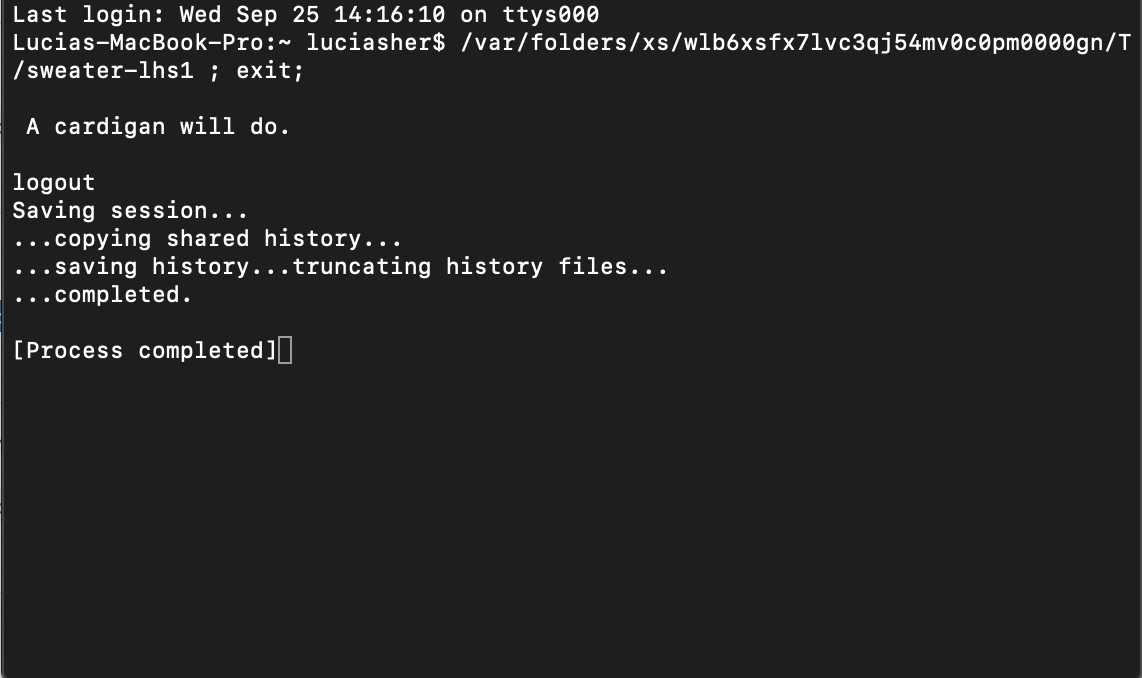 Last login: Wed Sep 25 14:16:10 on ttys000
Lucias-MacBook-Pro:~ luciasher$ /var/folders/xs/wlb6xsfx7lvc3qj54mv0c0pm0000gn/T
/sweater-lhs1 ; exit;
A cardigan will do.
logout
Saving session...
...copying shared history...
...saving history...truncating history files...
...completed.
[Process completed]